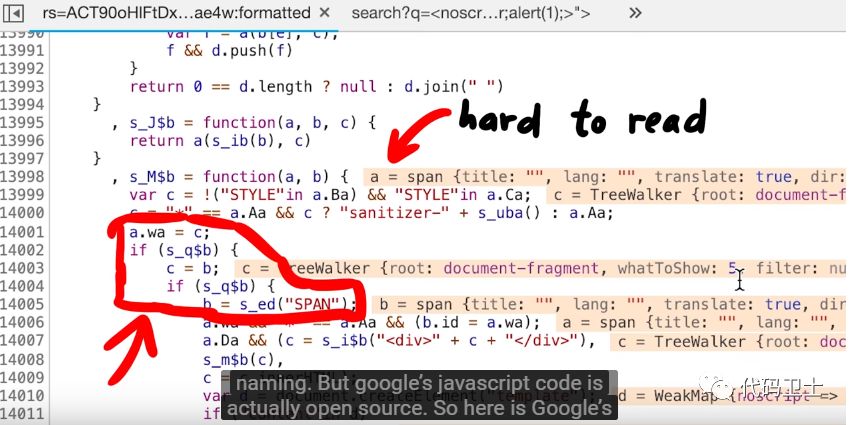 rs=ACT90oHlFtDx...ae4w:formatted × search?q=<noscr...r;alert(1);>"> »
13990 var f = a(b[e], c);
13991 f && d.push(f)
13992 }
13993 return 0 == d.length ? null : d.join(" ")
13994 }
13995 , s_J$b = function(a, b, c) {
13996 return a(s_ib(b), c)
13997 }
hard to read
13998 , s_M$b = function(a, b) { a = span {title: "", lang: "", translate: true, dir:
13999 var c = !("STYLE"in a.Ba) && "STYLE"in a.Ca; c = TreeWalker {root: document-f
14000 c = "*" == a.Aa && c ? "sanitizer-" + s_uba() : a.Aa;
14001 a.wa = c;
14002 if (s_q$b) {
14003 c = b; c = TreeWalker {root: document-fragment, whatToShow: 5, filter: nu
14004 if (s_q$b) {
14005 b = s_ed("SPAN"); b = span {title: "", lang: "", translate: true, dir
14006 a.wa && "*" == a.Aa && (b.id = a.wa); a = span {title: "", lang: "",
14007 a.Da && (c = s_i$b("<div>" + c + "</div>"), c = TreeWalker {root: do
14008 s_m$b(c),
14009 c = c.innerHTML);
14010 var d = document.createElement("template"); d = WeakMap {noscript =>
14011 if ("content"in d)
naming. But google's javascript code is
actually open source. So here is Google's
代码卫士